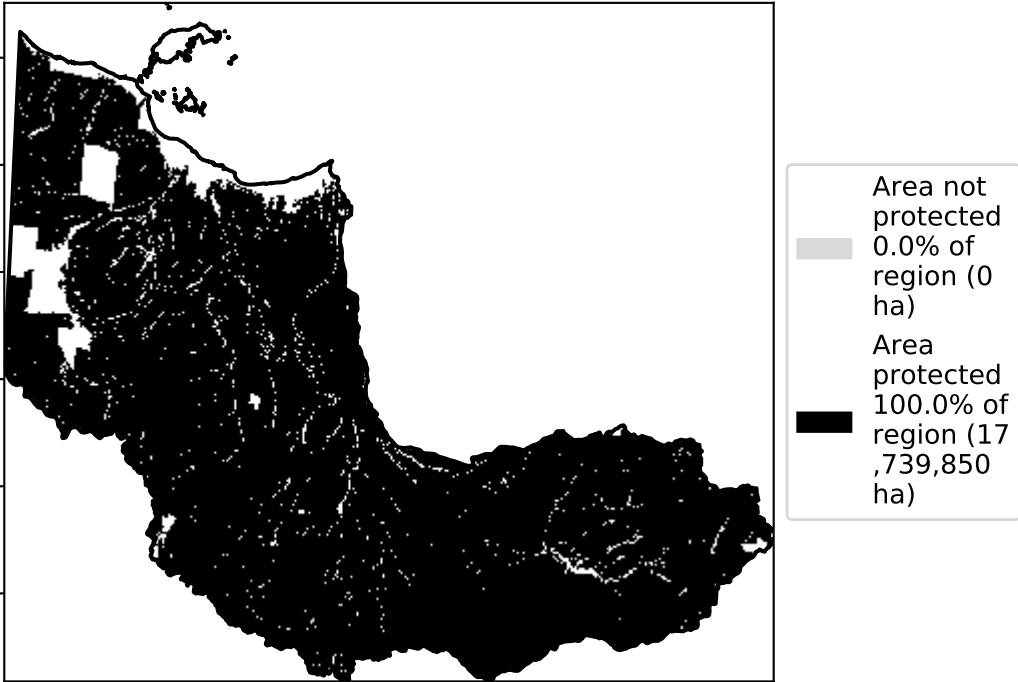 Area not
protected
0.0% of
region (0
ha)
Area
protected
100.0% of
region (17
,739,850
ha)